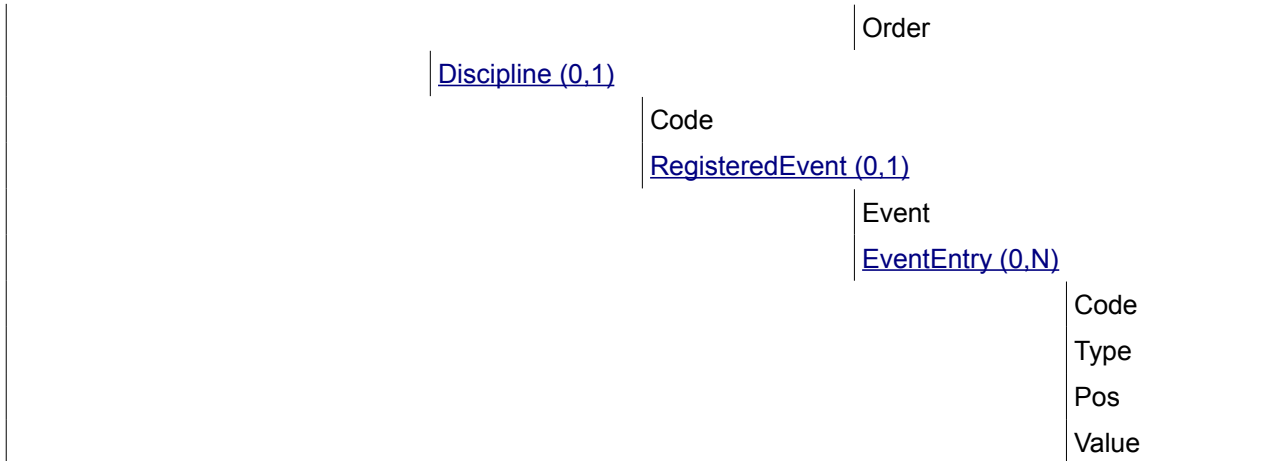 Order
Discipline (0,1)
Code
RegisteredEvent (0,1)
Event
EventEntry (0,N)
Code
Type
Pos
Value